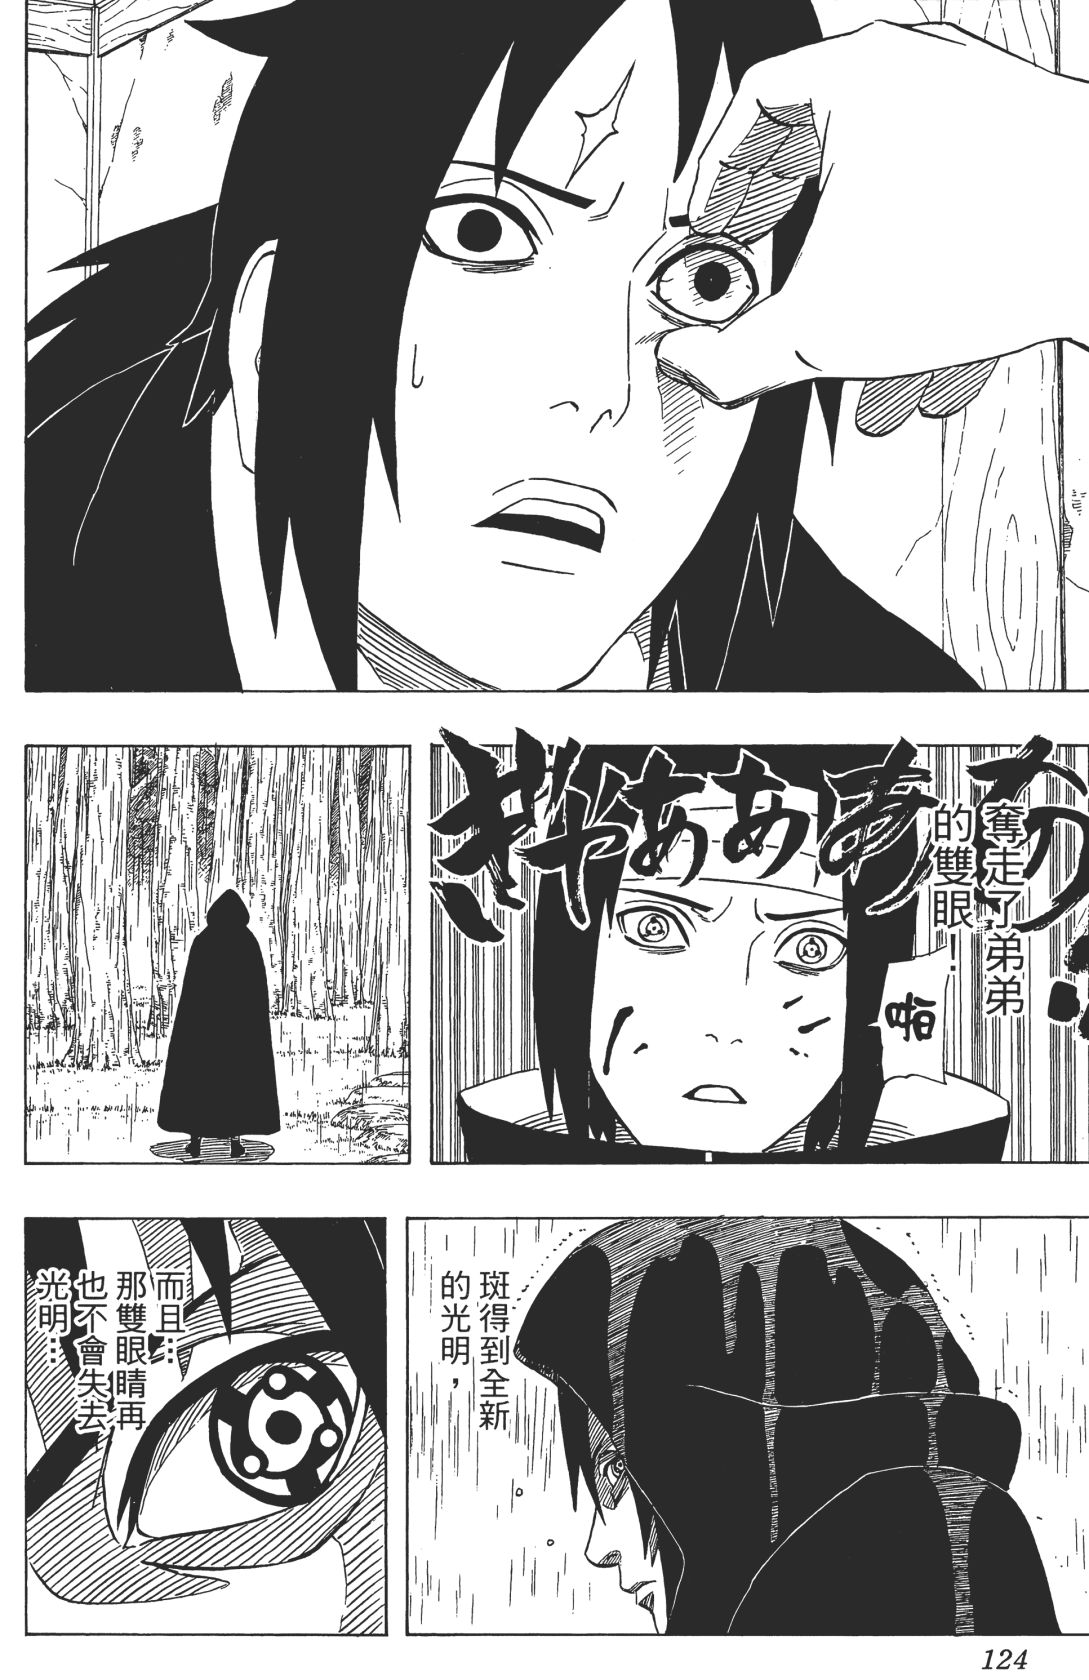 奪走了弟弟
的雙眼！
ぎゃあああああ
斑得到全新
的光明，
而且…
那雙眼睛再
也不會失去
光明…
124